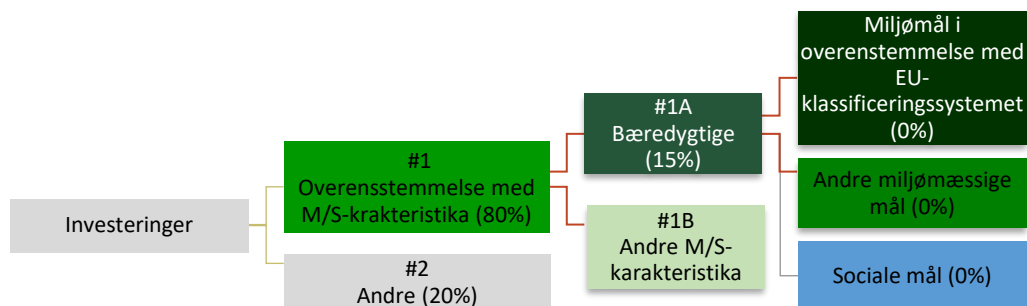 Investeringer
#1
Overensstemmelse med
M/S-krakteristika (80%)
#2
Andre (20%)
#1A
Bæredygtige
(15%)
#1B
Andre M/S-
karakteristika
Miljømål i
overenstemmelse med
EU-
klassificeringssystemet
(0%)
Andre miljømæssige
mål (0%)
Sociale mål (0%)